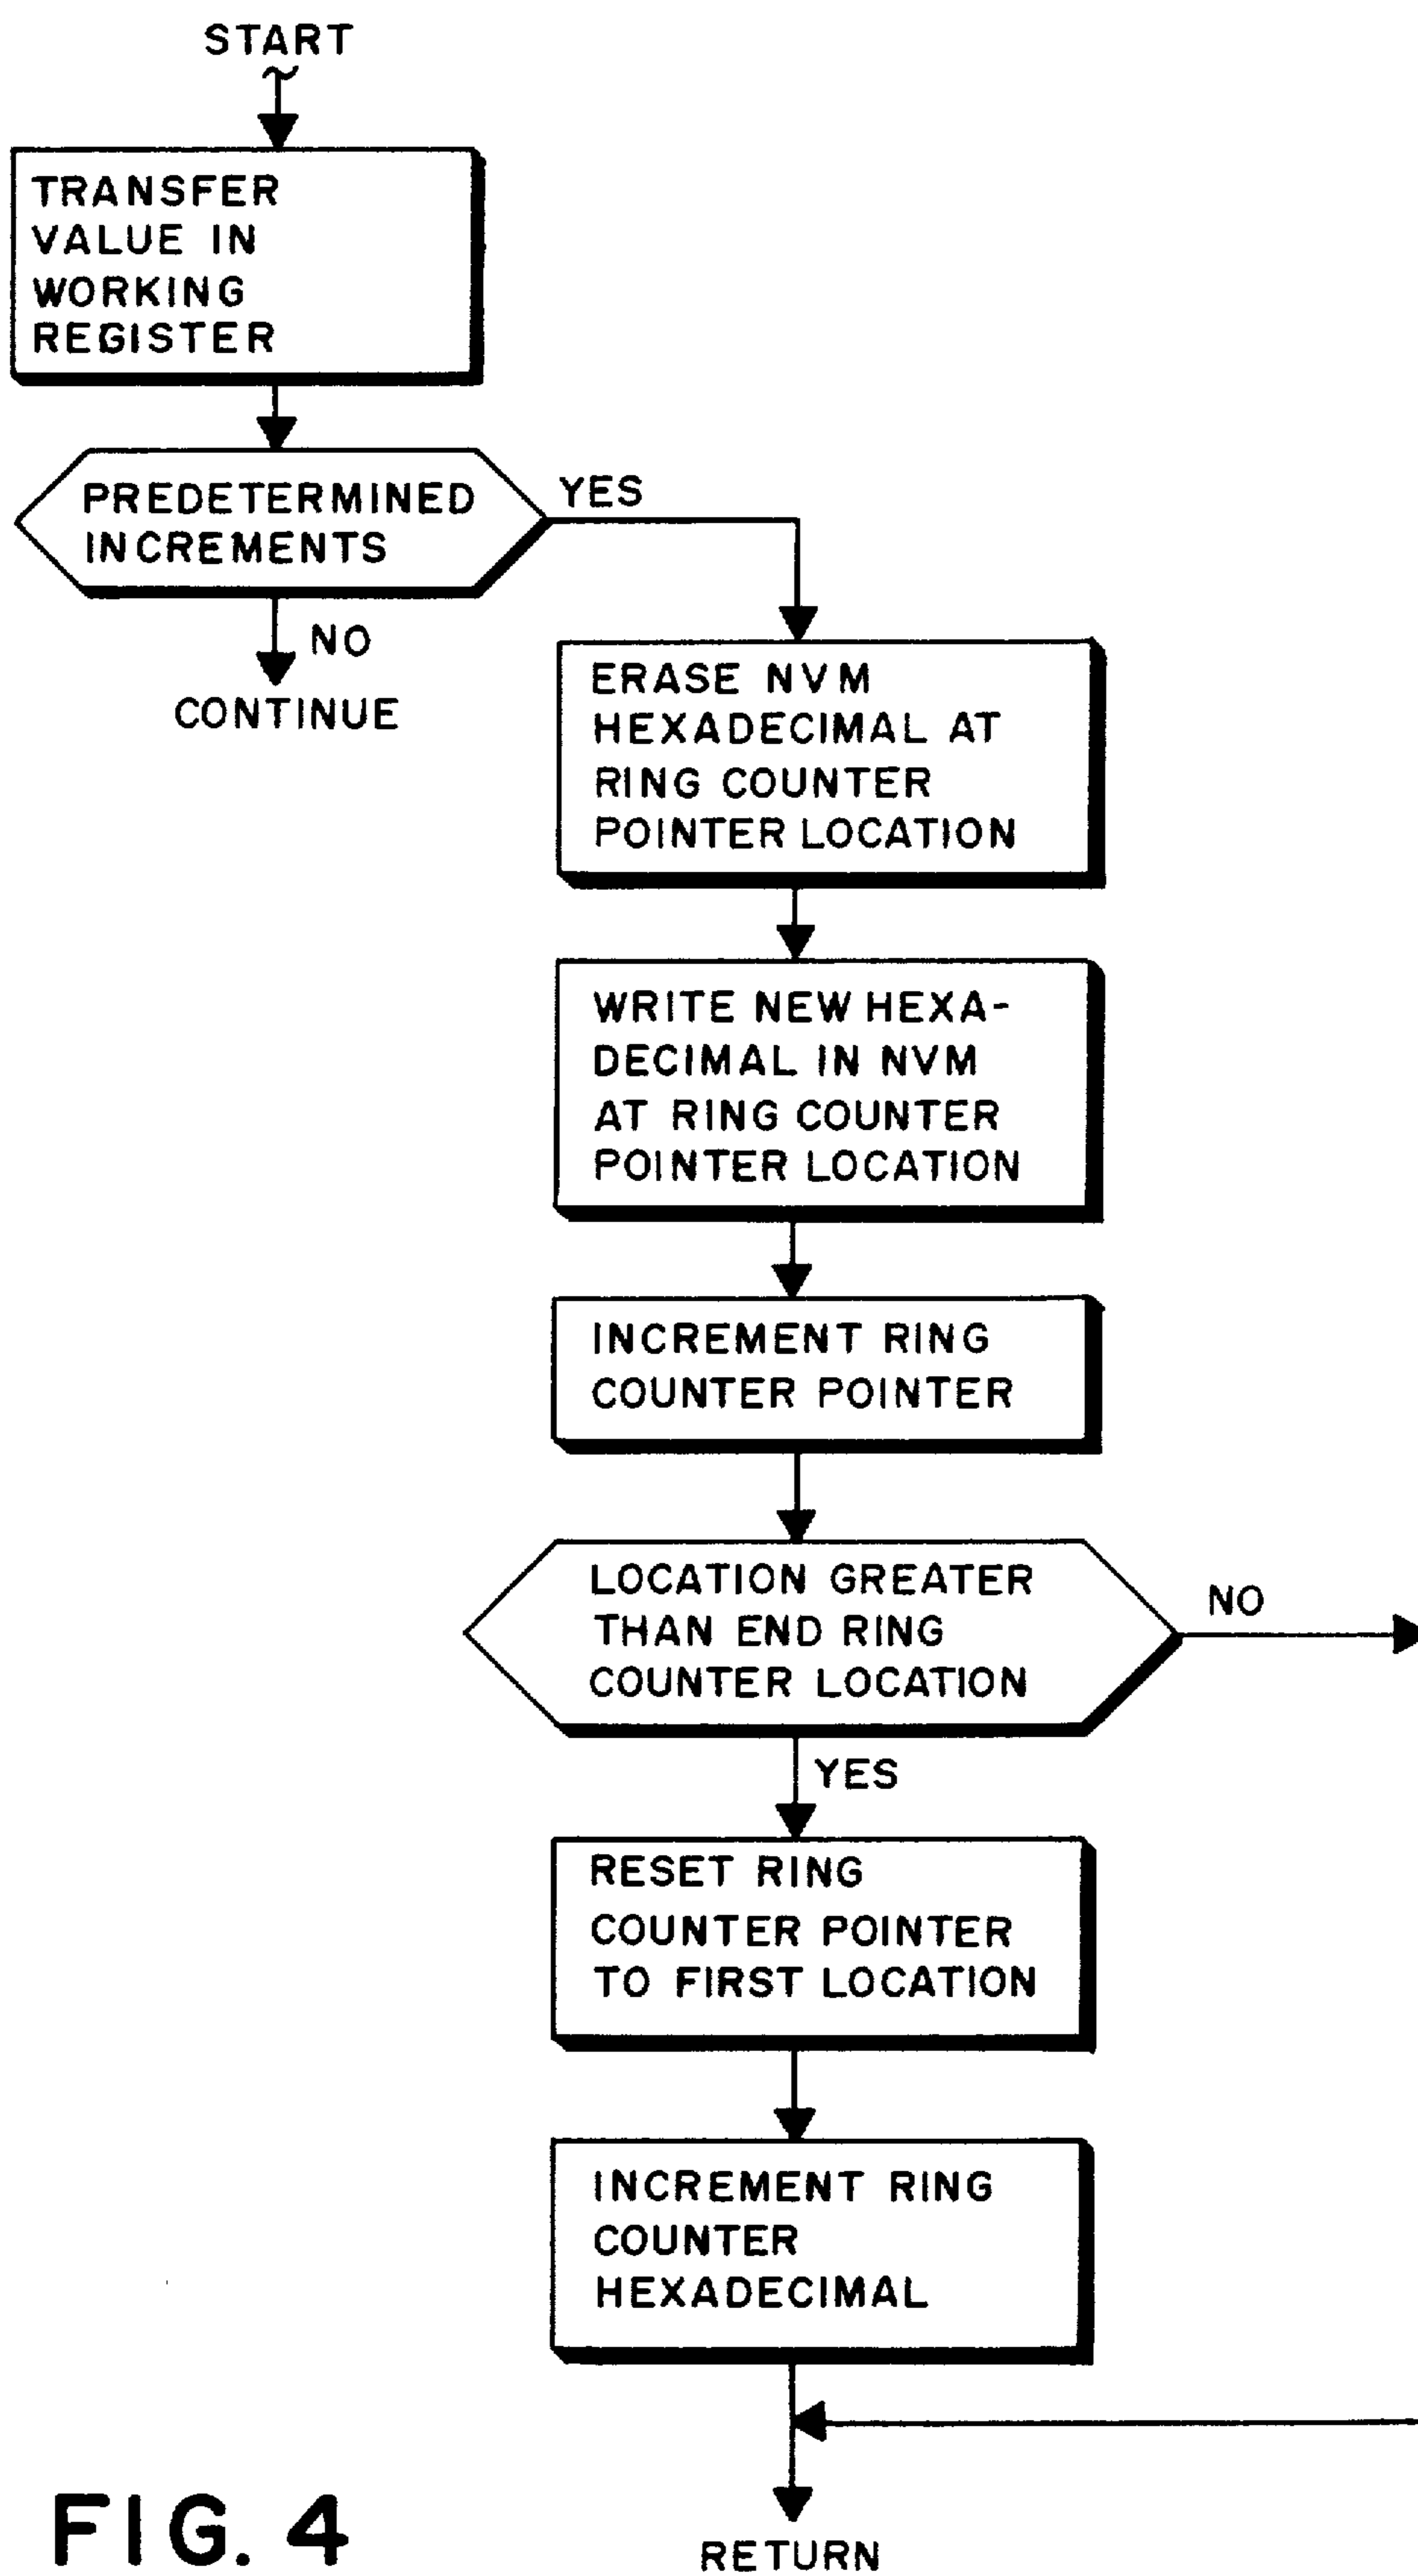 START
TRANSFER
VALUE IN
WORKING
REGISTER
PREDETERMINED
INCREMENTS
YES
NO
CONTINUE
ERASE NVM
HEXADECIMAL AT
RING COUNTER
POINTER LOCATION
WRITE NEW HEXA-
DECIMAL IN NVM
AT RING COUNTER
POINTER LOCATION
INCREMENT RING
COUNTER POINTER
LOCATION GREATER
THAN END RING
COUNTER LOCATION
NO
YES
RESET RING
COUNTER POINTER
TO FIRST LOCATION
INCREMENT RING
COUNTER
HEXADECIMAL
RETURN
FIG. 4